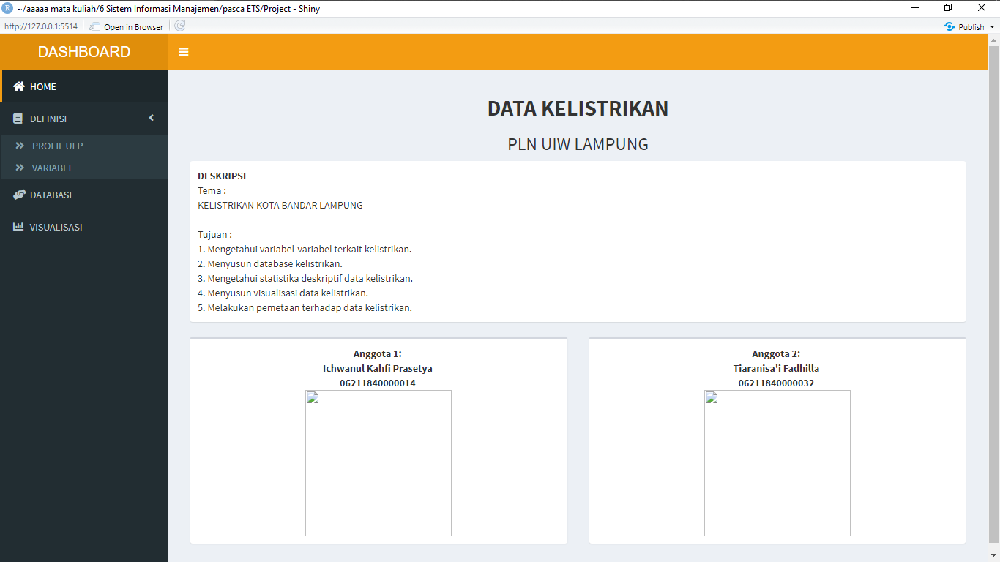 R ~/aaaaa mata kuliah/6 Sistem Informasi Manajemen/pasca ETS/Project - Shiny
http://127.0.0.1:5514 Open in Browser Publish
DASHBOARD
HOME
DEFINISI
PROFIL ULP
VARIABEL
DATABASE
VISUALISASI
DATA KELISTRIKAN
PLN UIW LAMPUNG
DESKRIPSI
Tema :
KELISTRIKAN KOTA BANDAR LAMPUNG
Tujuan :
1. Mengetahui variabel-variabel terkait kelistrikan.
2. Menyusun database kelistrikan.
3. Mengetahui statistika deskriptif data kelistrikan.
4. Menyusun visualisasi data kelistrikan.
5. Melakukan pemetaan terhadap data kelistrikan.
Anggota 1:
Ichwanul Kahfi Prasetya
06211840000014
Anggota 2:
Tiaranisa'i Fadhilla
06211840000032